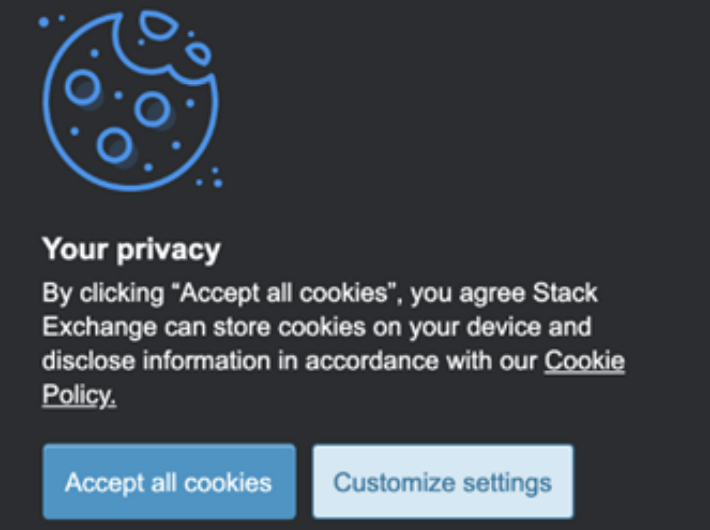 Your privacy
By clicking “Accept all cookies”, you agree Stack
Exchange can store cookies on your device and
disclose information in accordance with our Cookie
Policy.
Accept all cookies
Customize settings